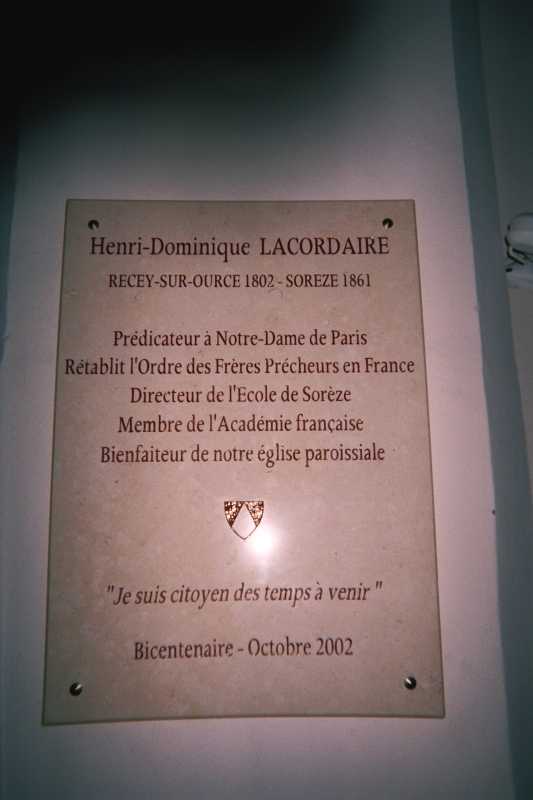 Henri-Dominique LACORDAIRE
RECEY-SUR-OURCE 1802 - SOREZE 1861
Prédicateur à Notre-Dame de Paris
Rétablit l'Ordre des Frères Précheurs en France
Directeur de l'Ecole de Sorèze
Membre de l'Académie française
Bienfaiteur de notre église paroissiale
"Je suis citoyen des temps à venir "
Bicentenaire - Octobre 2002